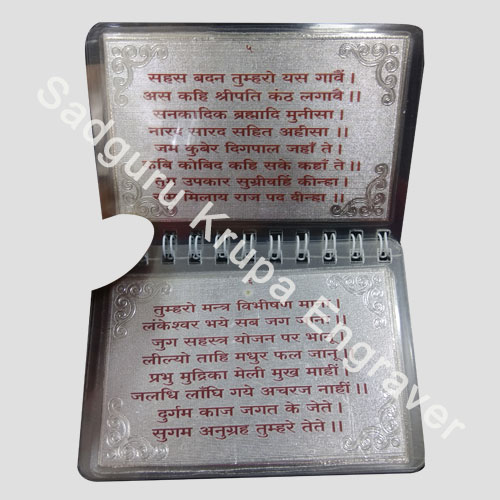 ५
सहस बदन तुम्हरो यस गावैं।
अस कहि श्रीपति कंठ लगावै।।
सनकादिक ब्रह्मादि मुनीसा।
नारद सारद सहित अहीसा।।
जम कुबेर दिगपाल जहाँ ते।
कबि कोबिद कहि सके कहाँ ते।।
तुम उपकार सुग्रीवहिं कीन्हा।
राम मिलाय राज पद दीन्हा।।
तुम्हरो मन्त्र विभीषण माना।
लंकेश्वर भये सब जग जाना।।
जुग सहस्त्र योजन पर भानू।
लील्यो ताहि मधुर फल जानू।।
प्रभु मुद्रिका मेली मुख माहीं।
जलधि लाँघि गये अचरज नाहीं।।
दुर्गम काज जगत के जेते।
सुगम अनुग्रह तुम्हरे तेते।।
Sadguru Krupa Engraver